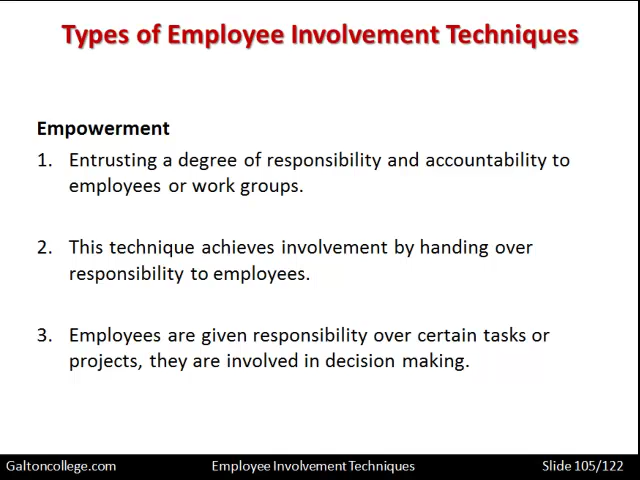 Types of Employee Involvement Techniques
Empowerment
1. Entrusting a degree of responsibility and accountability to
employees or work groups.
2. This technique achieves involvement by handing over
responsibility to employees.
3. Employees are given responsibility over certain tasks or
projects, they are involved in decision making.
Galtoncollege.com Employee Involvement Techniques Slide 105/122